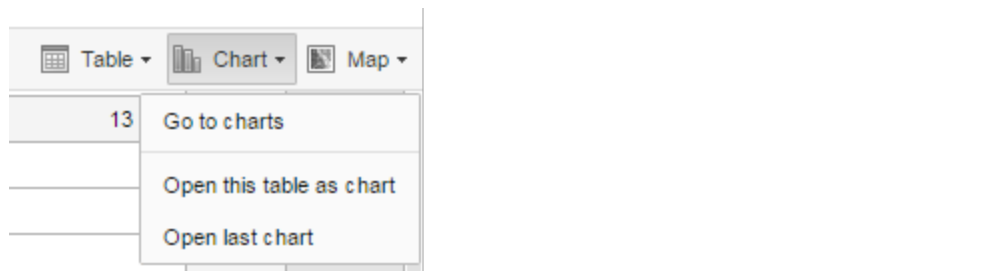 Table Chart Map
13
Go to charts
Open this table as chart
Open last chart